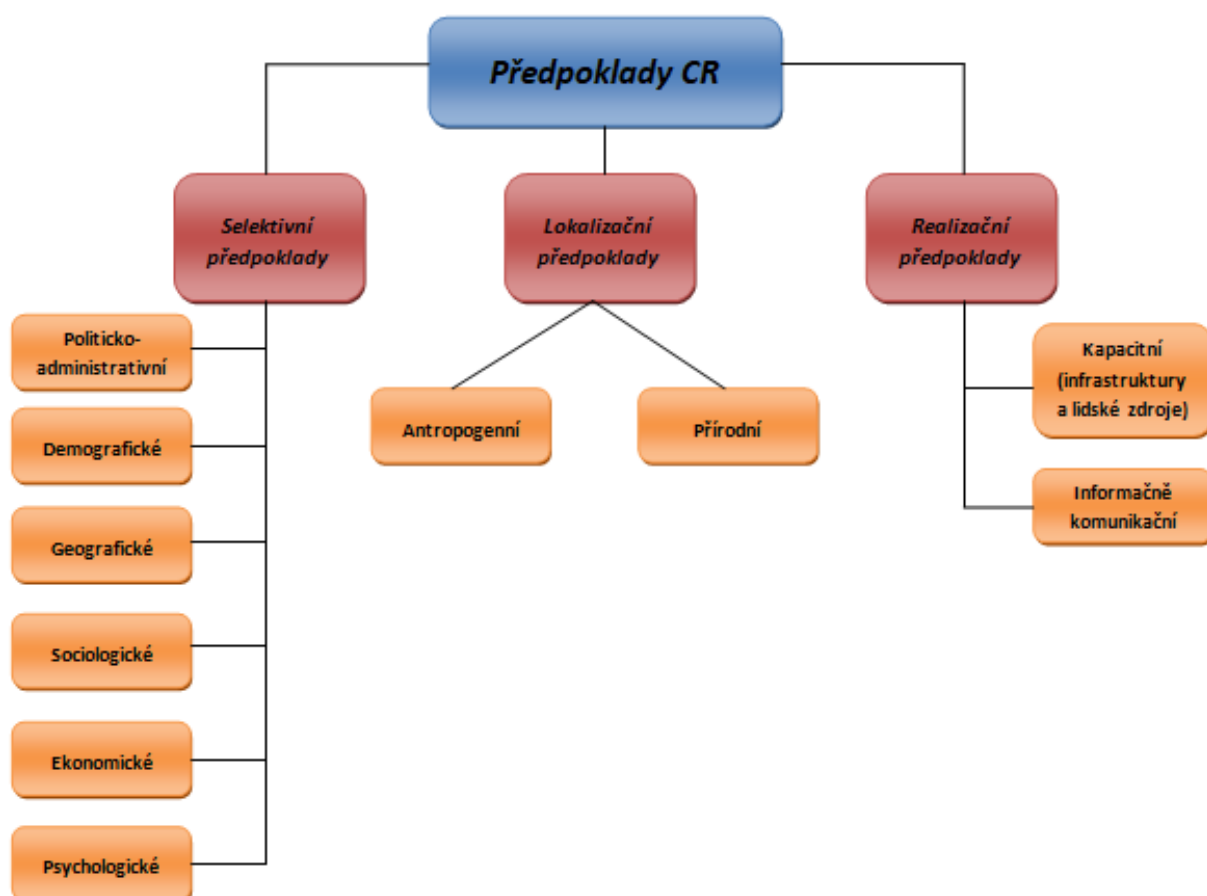 Předpoklady CR
Selektivní
předpoklady
Lokalizační
předpoklady
Realizační
předpoklady
Politicko-
administrativní
Demografické
Geografické
Sociologické
Ekonomické
Psychologické
Antropogenní
Přírodní
Kapacitní
(infrastruktury
a lidské zdroje)
Informačně
komunikační